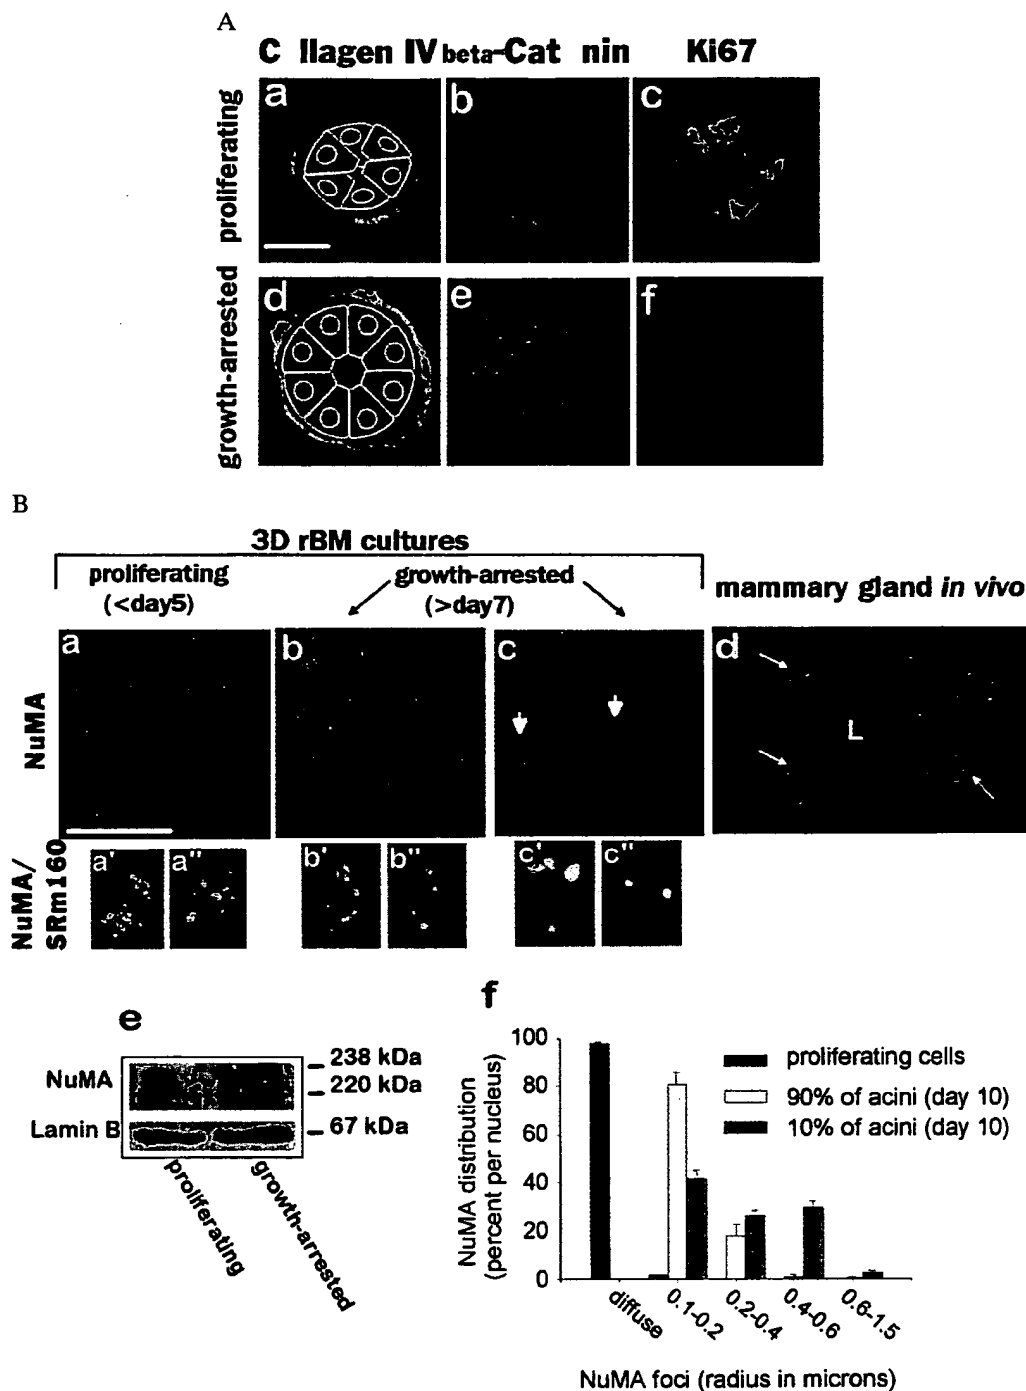 A
C llagen IV beta-Cat nin Ki67
proliferating
a
b
c
growth-arrested
d
e
f
B
3D rBM cultures
proliferating
(<day5)
growth-arrested
(>day7)
mammary gland in vivo
NuMA
a
b
c
d
L
NuMA/
SRm160
a' a" b' b" c' c"
e
NuMA
238 kDa
220 kDa
Lamin B
67 kDa
proliferating
growth-arrested
f
NuMA distribution
(percent per nucleus)
100
80
60
40
20
0
proliferating cells
90% of acini (day 10)
10% of acini (day 10)
diffuse
0.1-0.2
0.2-0.4
0.4-0.6
0.6-1.5
NuMA foci (radius in microns)